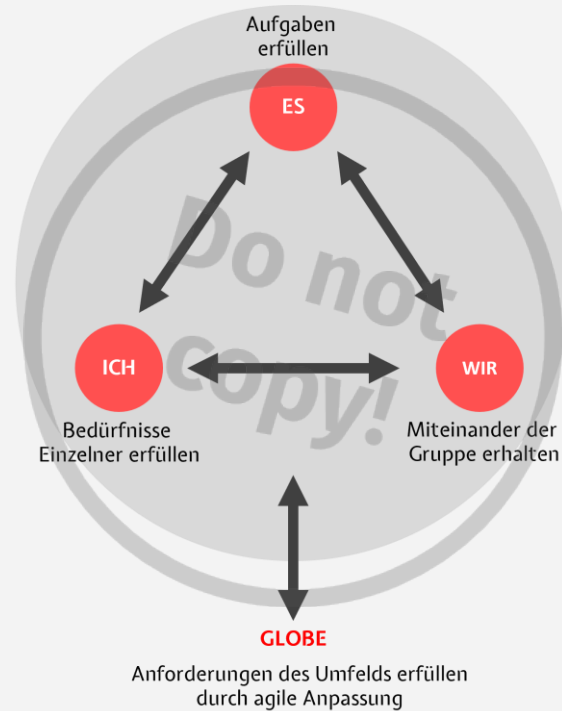 Aufgaben
erfüllen
ES
Do not
copy!
ICH
WIR
Bedürfnisse
Einzelner erfüllen
Miteinander der
Gruppe erhalten
GLOBE
Anforderungen des Umfelds erfüllen
durch agile Anpassung